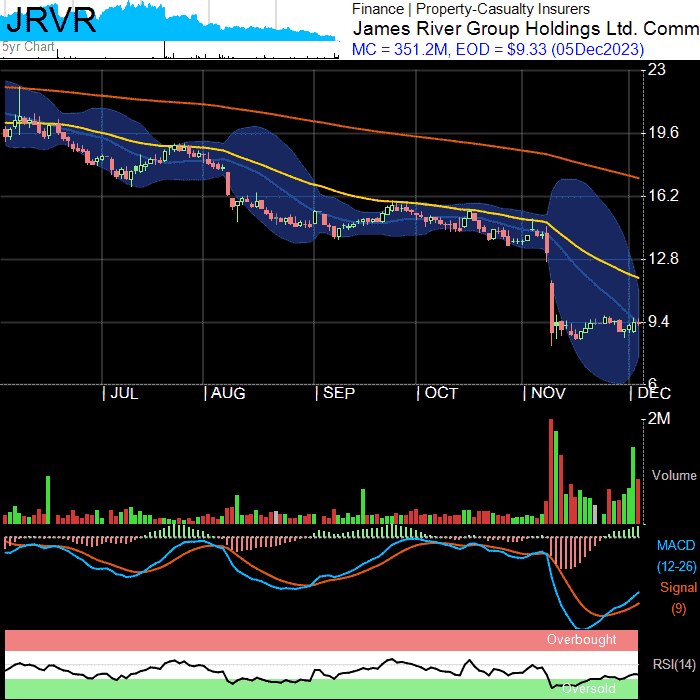 JRVR
5yr Chart
Finance | Property-Casualty Insurers
James River Group Holdings Ltd. Comm
MC = 351.2M, EOD = $9.33 (05Dec2023)
23
19.6
16.2
12.8
9.4
6
JUL
AUG
SEP
OCT
NOV
DEC
2M
Volume
MACD
(12-26)
Signal
(9)
Overbought
RSI(14)
Oversold